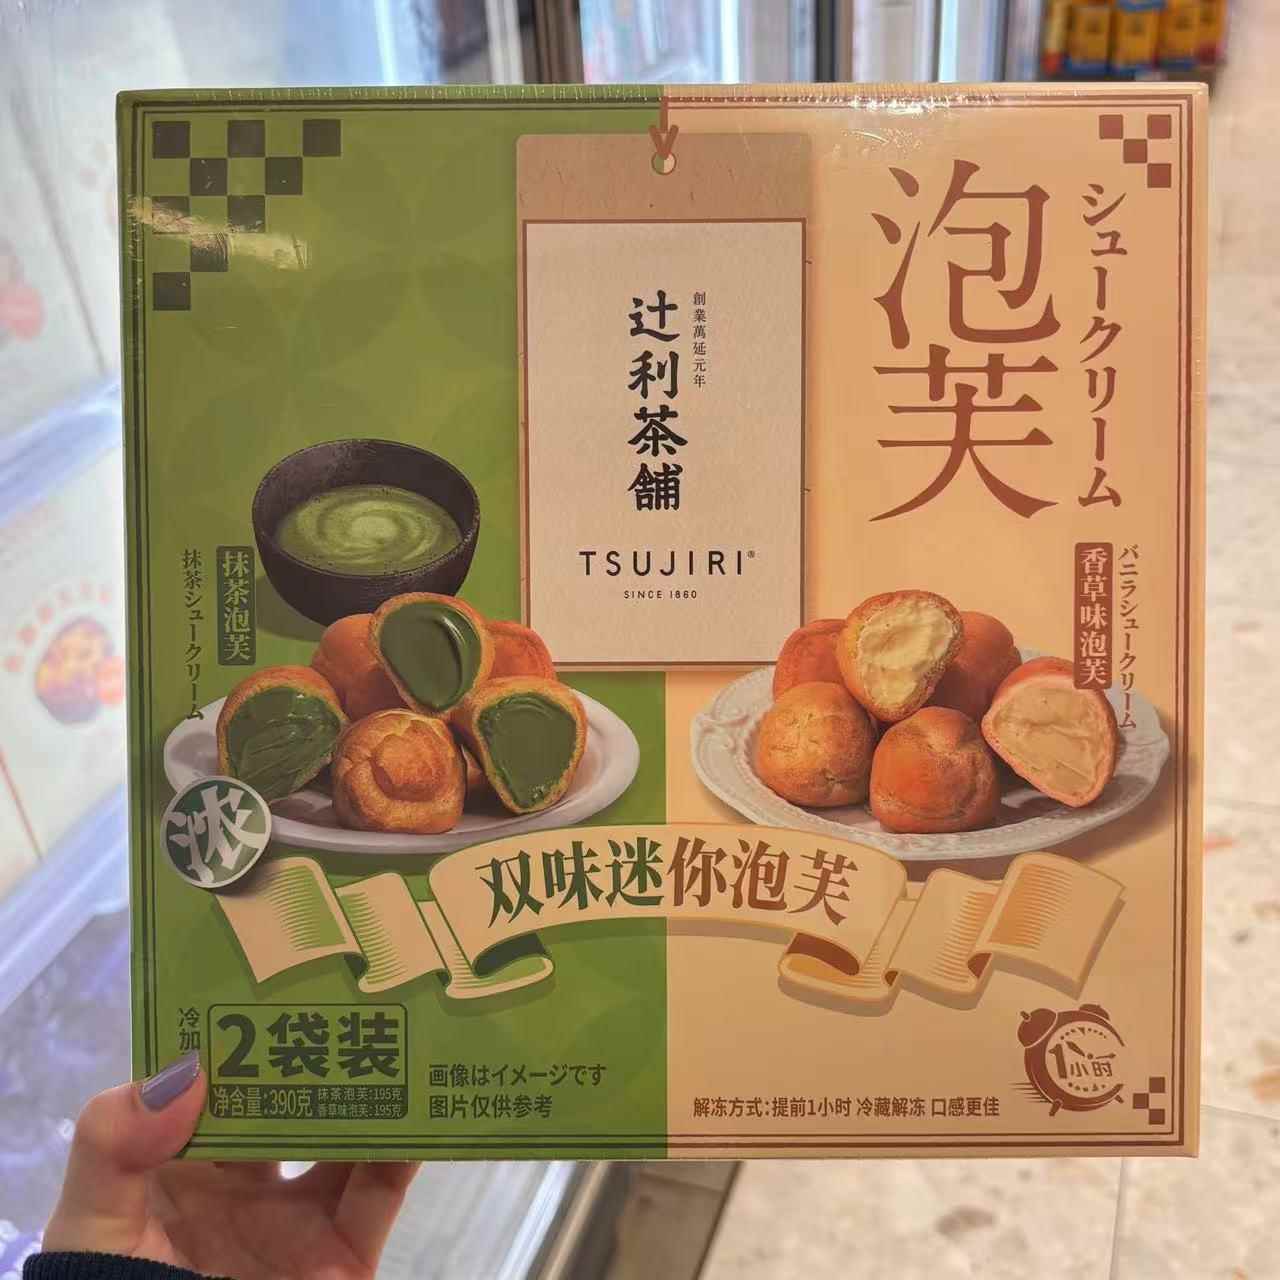 泡芙
シュークリーム
創業萬延元年
辻利茶舗
TSUJIRI®
SINCE 1860
抹茶泡芙
抹茶シュークリーム
香草味泡芙
バニラシュークリーム
浓
双味迷你泡芙
冷加
2袋装
净含量:390克
抹茶泡芙:195克
香草味泡芙:195克
画像はイメージです
图片仅供参考
1小时
解冻方式:提前1小时 冷藏解冻 口感更佳